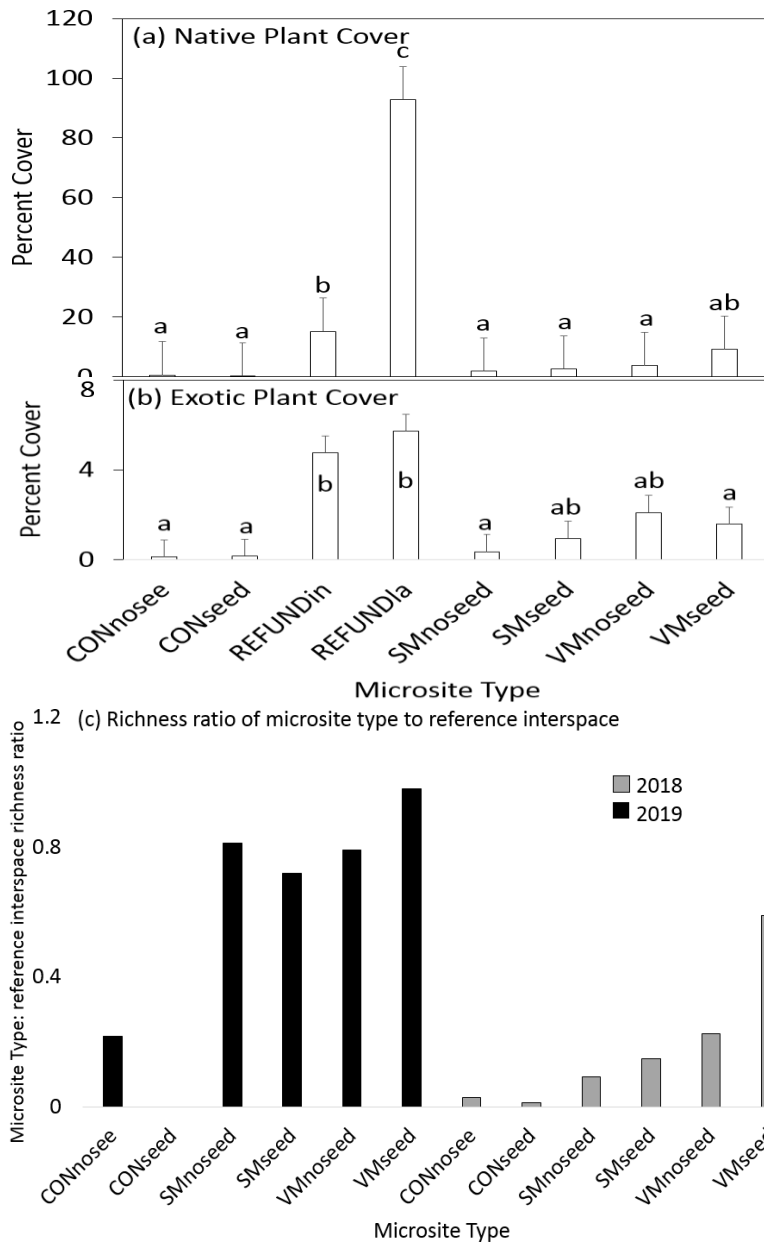 120
(a) Native Plant Cover
100
80
60
40
20
0
Percent Cover
a
a
b
c
a
a
a
ab
8
(b) Exotic Plant Cover
4
0
Percent Cover
a
a
b
b
a
ab
ab
a
CONnosee
CONseed
REFUNDin
REFUNDla
SMnoseed
SMseed
VMnoseed
VMseed
Microsite Type
1.2
(c) Richness ratio of microsite type to reference interspace
0.8
0.4
0
Microsite Type: reference interspace richness ratio
2018
2019
CONnosee
CONseed
SMnoseed
SMseed
VMnoseed
VMseed
CONnosee
CONseed
SMnoseed
SMseed
VMnoseed
VMseed
Microsite Type